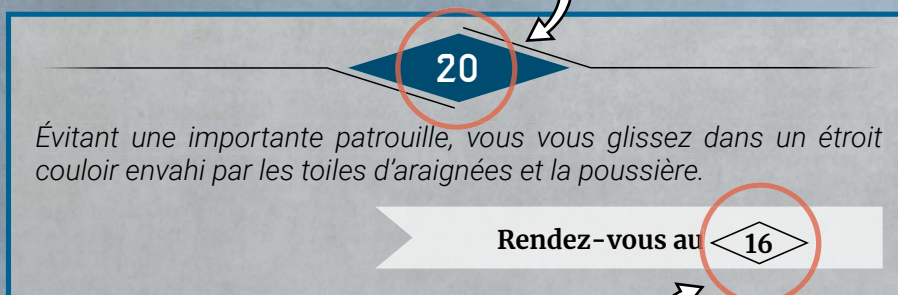 20
Évitant une importante patrouille, vous vous glissez dans un étroit
couloir envahi par les toiles d'araignées et la poussière.
Rendez-vous au 16